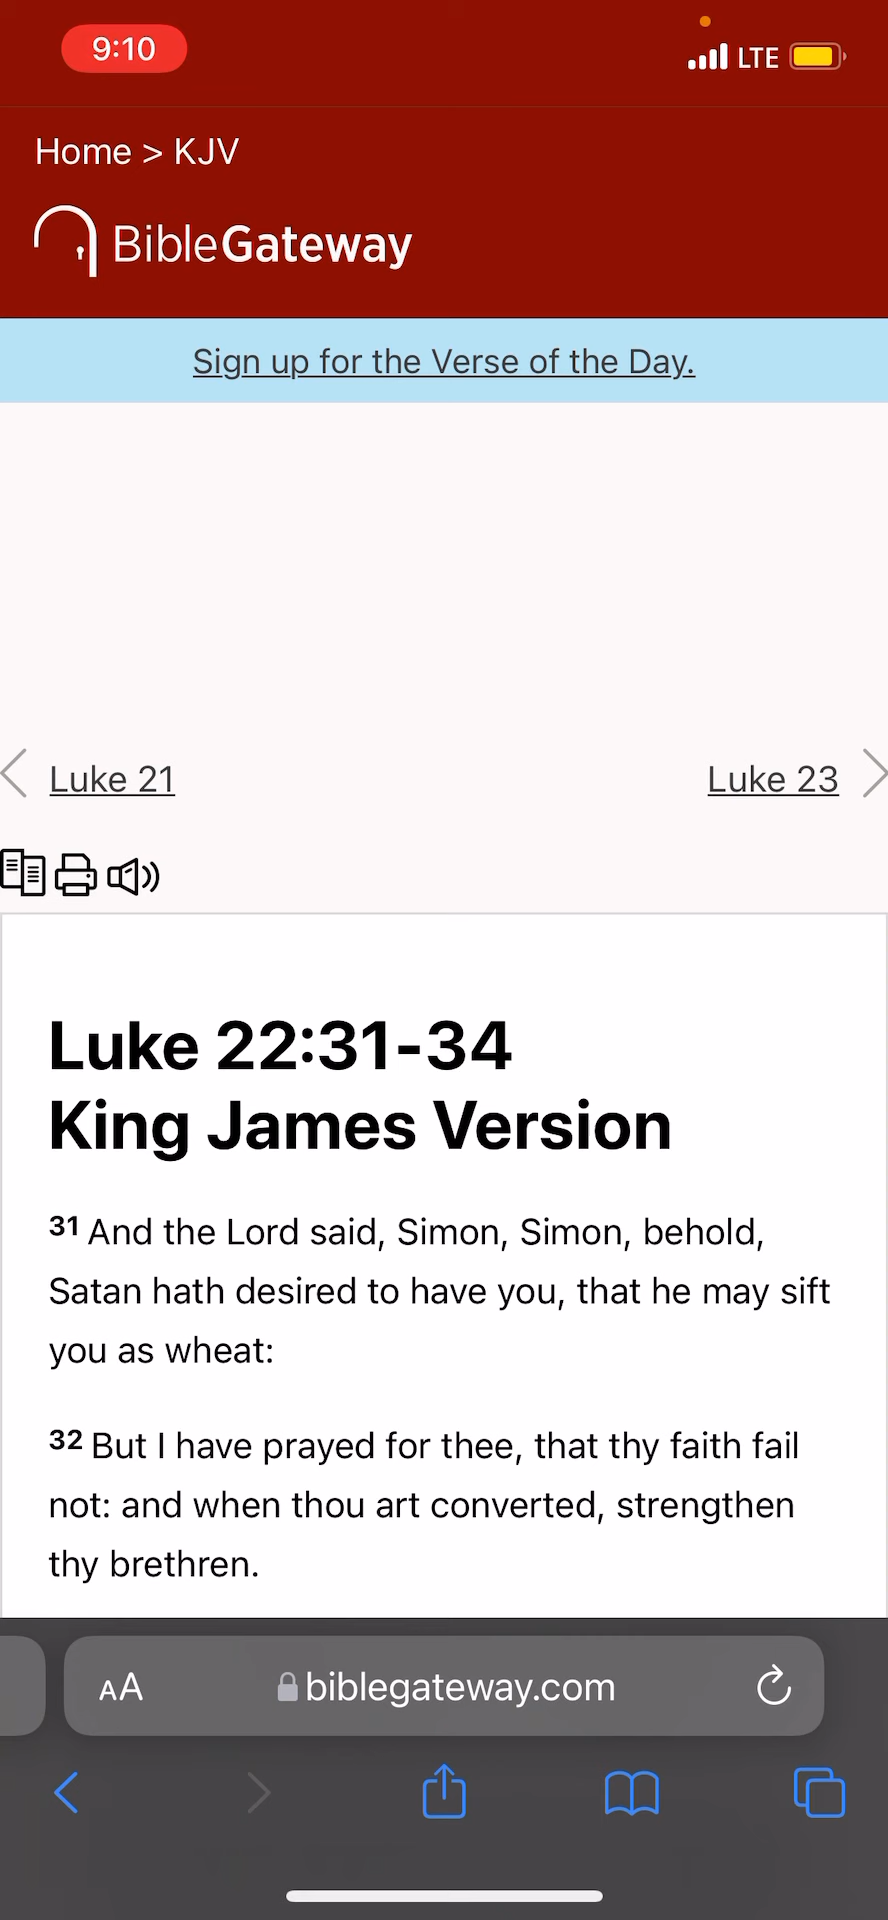 9:10
LTE
Home > KJV
BibleGateway
Sign up for the Verse of the Day.
Luke 21
Luke 23
Luke 22:31-34
King James Version
31 And the Lord said, Simon, Simon, behold,
Satan hath desired to have you, that he may sift
you as wheat:
32 But I have prayed for thee, that thy faith fail
not: and when thou art converted, strengthen
thy brethren.
AA
biblegateway.com